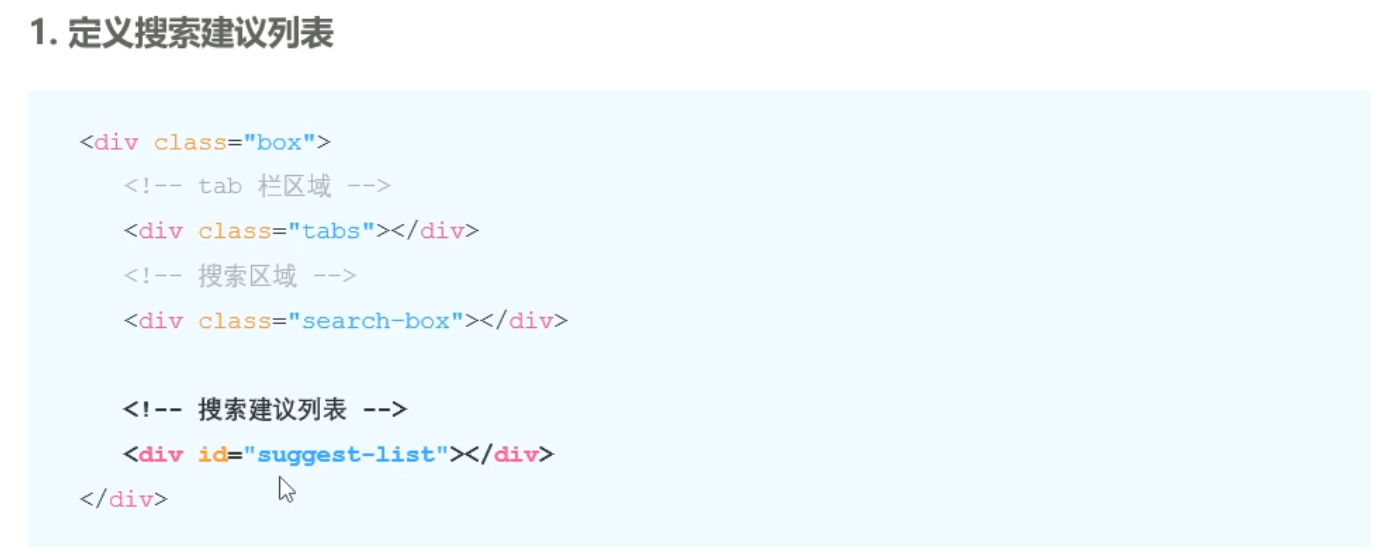 1. 定义搜索建议列表
<div class="box">
<!-- tab 栏区域 -->
<div class="tabs"></div>
<!-- 搜索区域 -->
<div class="search-box"></div>
<!-- 搜索建议列表 -->
<div id="suggest-list"></div>
</div>